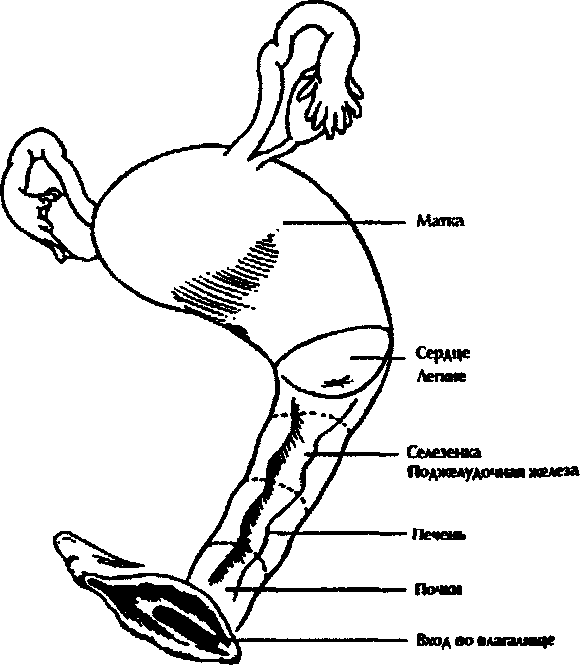 Матка
Сердце
Легкие
Селезенка
Поджелудочная железа
Печень
Почки
Вход во влагалище